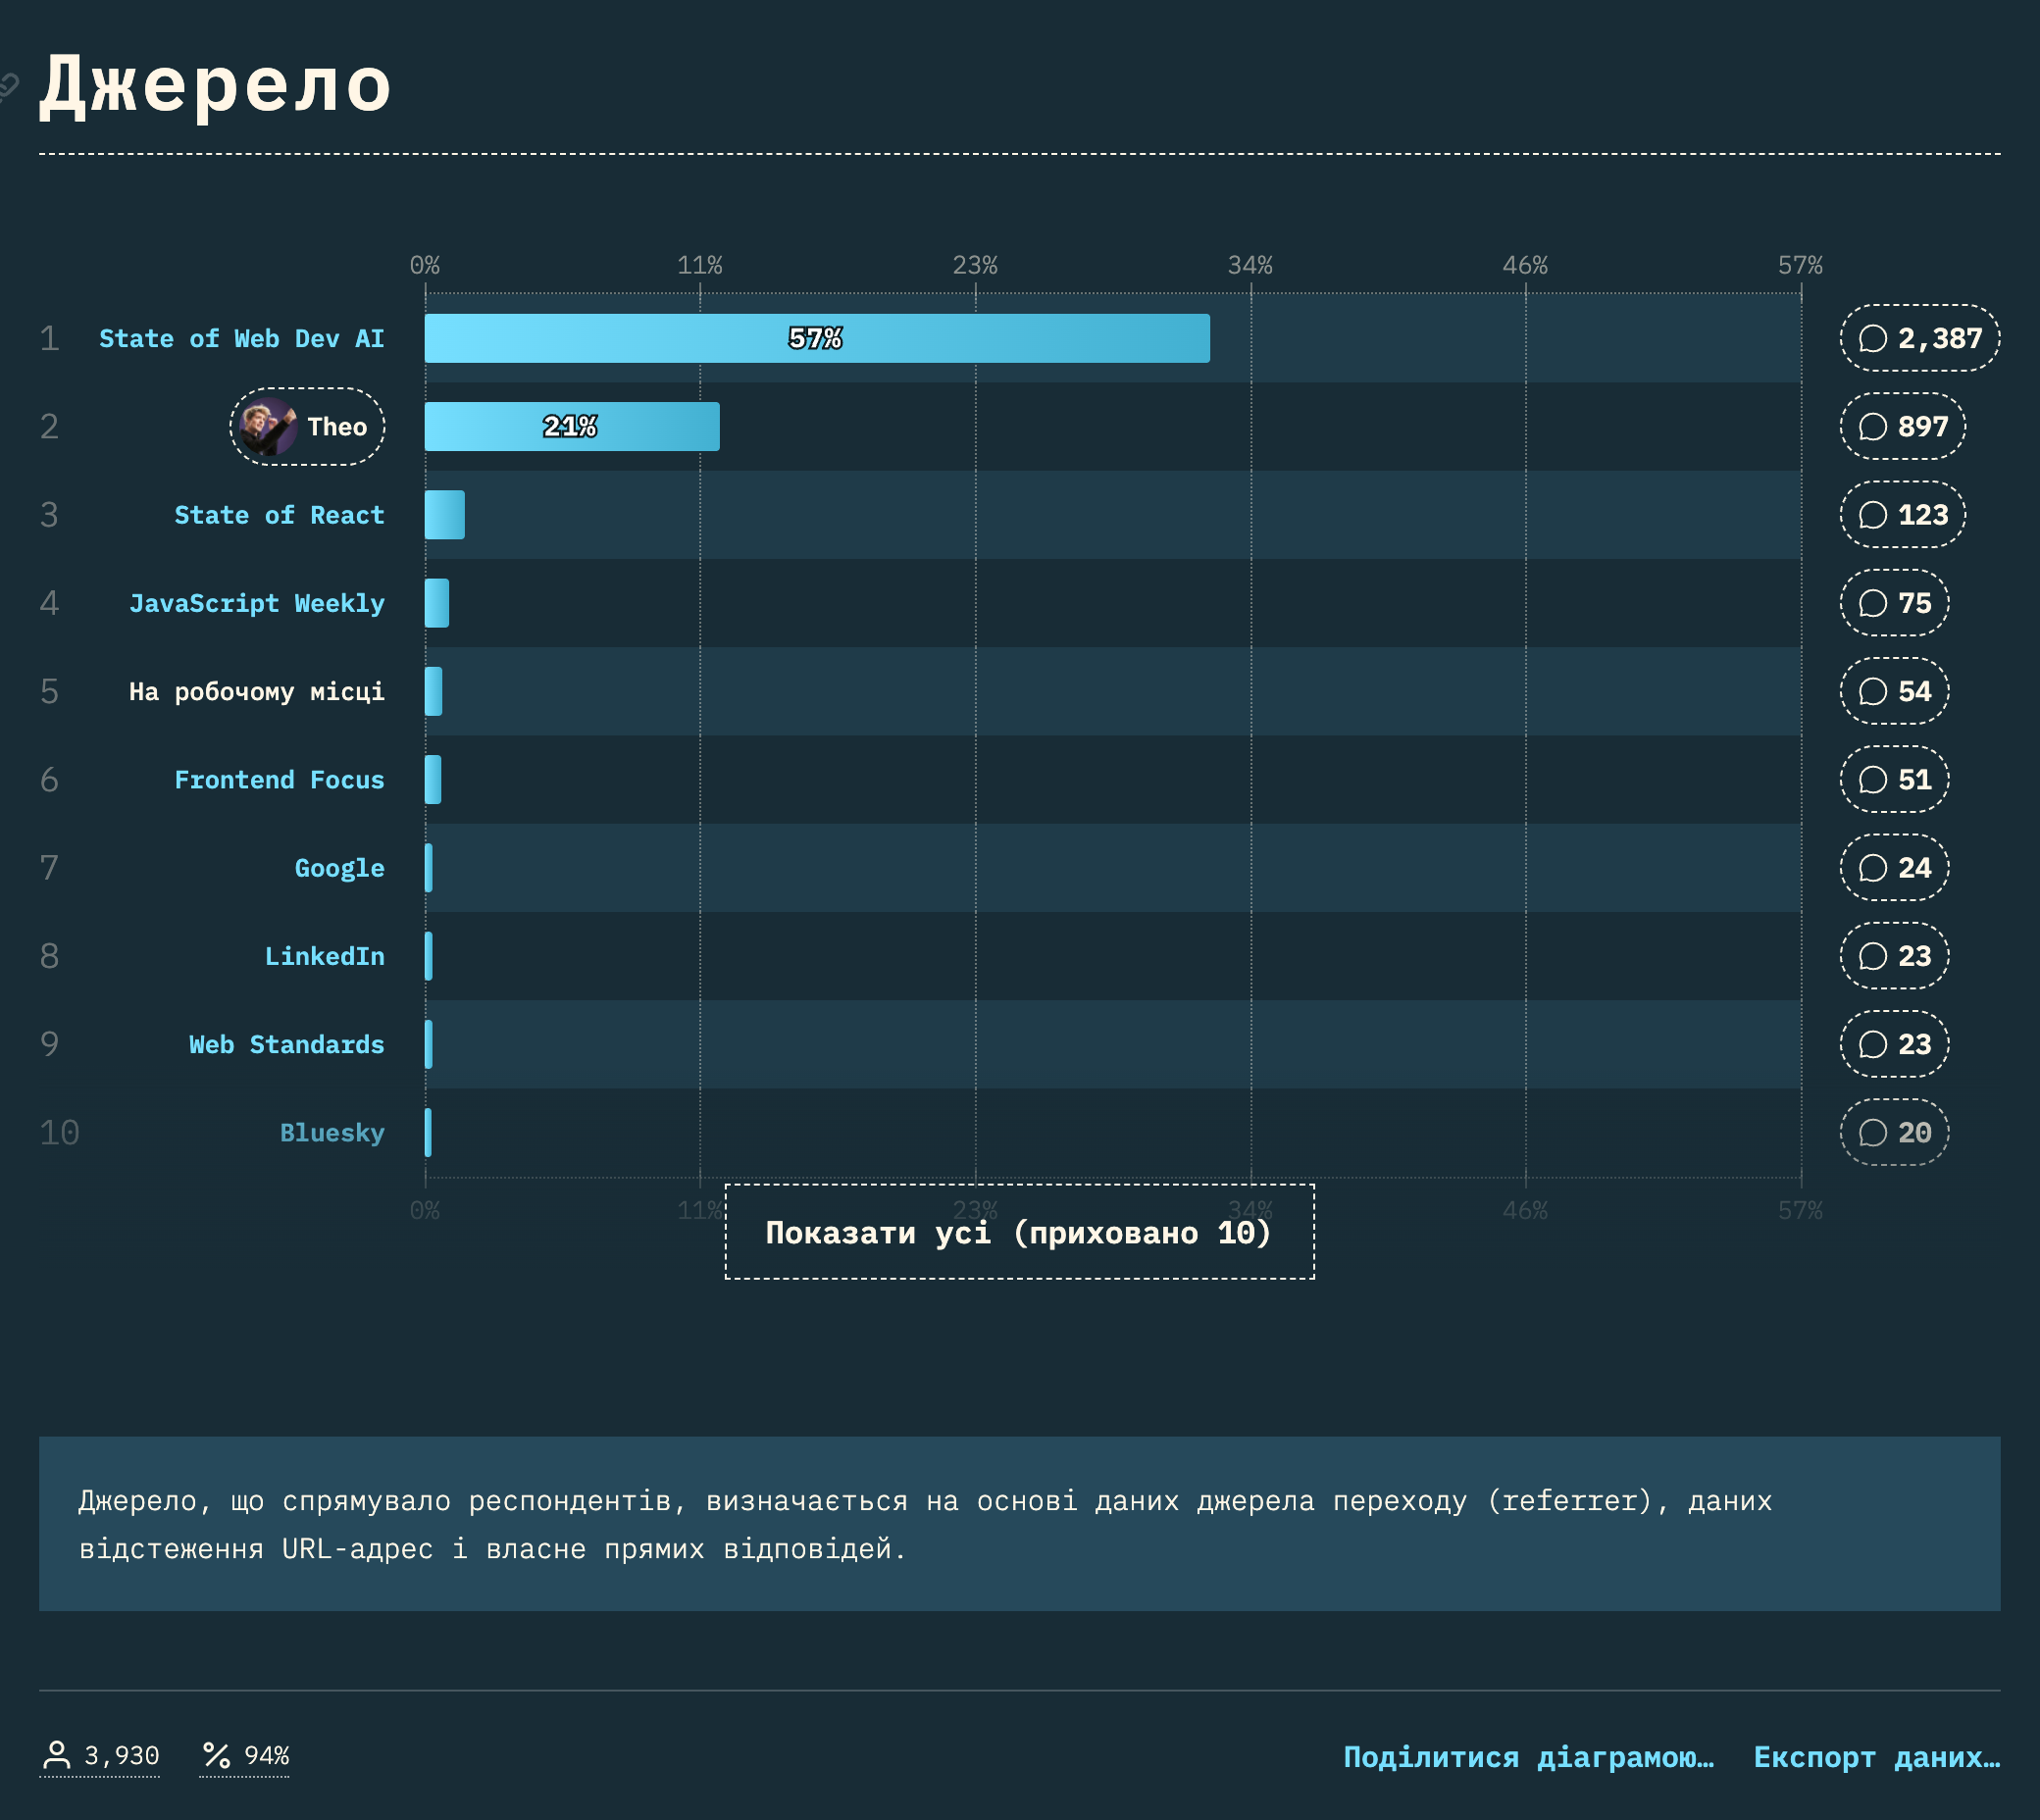 Джерело
0% 11% 23% 34% 46% 57%
1 State of Web Dev AI 57% 2,387
2 Theo 21% 897
3 State of React 123
4 JavaScript Weekly 75
5 На робочому місці 54
6 Frontend Focus 51
7 Google 24
8 LinkedIn 23
9 Web Standards 23
10 Bluesky 20
0% 11% 23% 34% 46% 57%
Показати усі (приховано 10)
Джерело, що спрямувало респондентів, визначається на основі даних джерела переходу (referrer), даних
відстеження URL-адрес і власне прямих відповідей.
3,930 94% Поділитися діаграмою… Експорт даних…